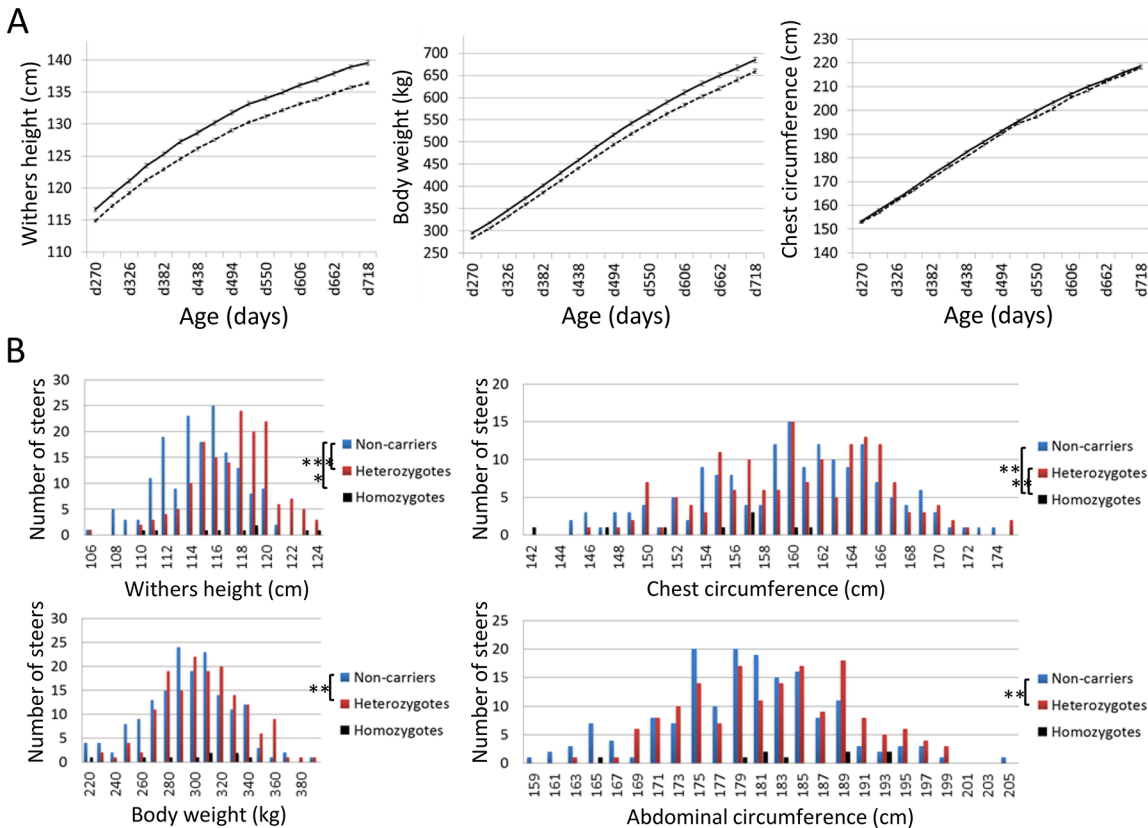 A
Withers height (cm)
140
135
130
125
120
115
110
d270
d326
d382
d438
d494
d550
d606
d662
d718
Age (days)
Body weight (kg)
700
650
600
550
500
450
400
350
300
250
d270
d326
d382
d438
d494
d550
d606
d662
d718
Age (days)
Chest circumference (cm)
230
220
210
200
190
180
170
160
150
140
d270
d326
d382
d438
d494
d550
d606
d662
d718
Age (days)
B
Number of steers
30
25
20
15
10
5
0
106
108
110
112
114
116
118
120
122
124
Withers height (cm)
Non-carriers
Heterozygotes
Homozygotes
***
*
Number of steers
20
15
10
5
0
142
144
146
148
150
152
154
156
158
160
162
164
166
168
170
172
174
Chest circumference (cm)
Non-carriers
Heterozygotes
Homozygotes
**
**
Number of steers
30
25
20
15
10
5
0
220
240
260
280
300
320
340
360
380
Body weight (kg)
Non-carriers
Heterozygotes
Homozygotes
**
Number of steers
25
20
15
10
5
0
159
161
163
165
167
169
171
173
175
177
179
181
183
185
187
189
191
193
195
197
199
201
203
205
Abdominal circumference (cm)
Non-carriers
Heterozygotes
Homozygotes
**